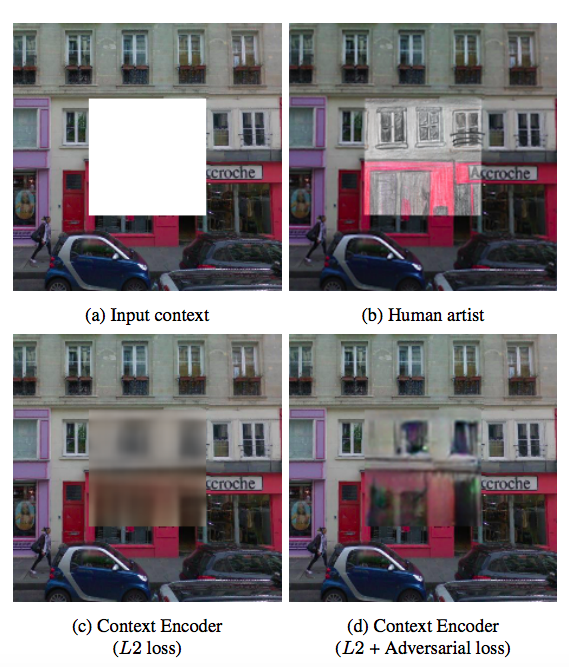 ccroche
Accroche
(a) Input context
(b) Human artist
ccroche
ccroche
(c) Context Encoder
(L2 loss)
(d) Context Encoder
(L2 + Adversarial loss)